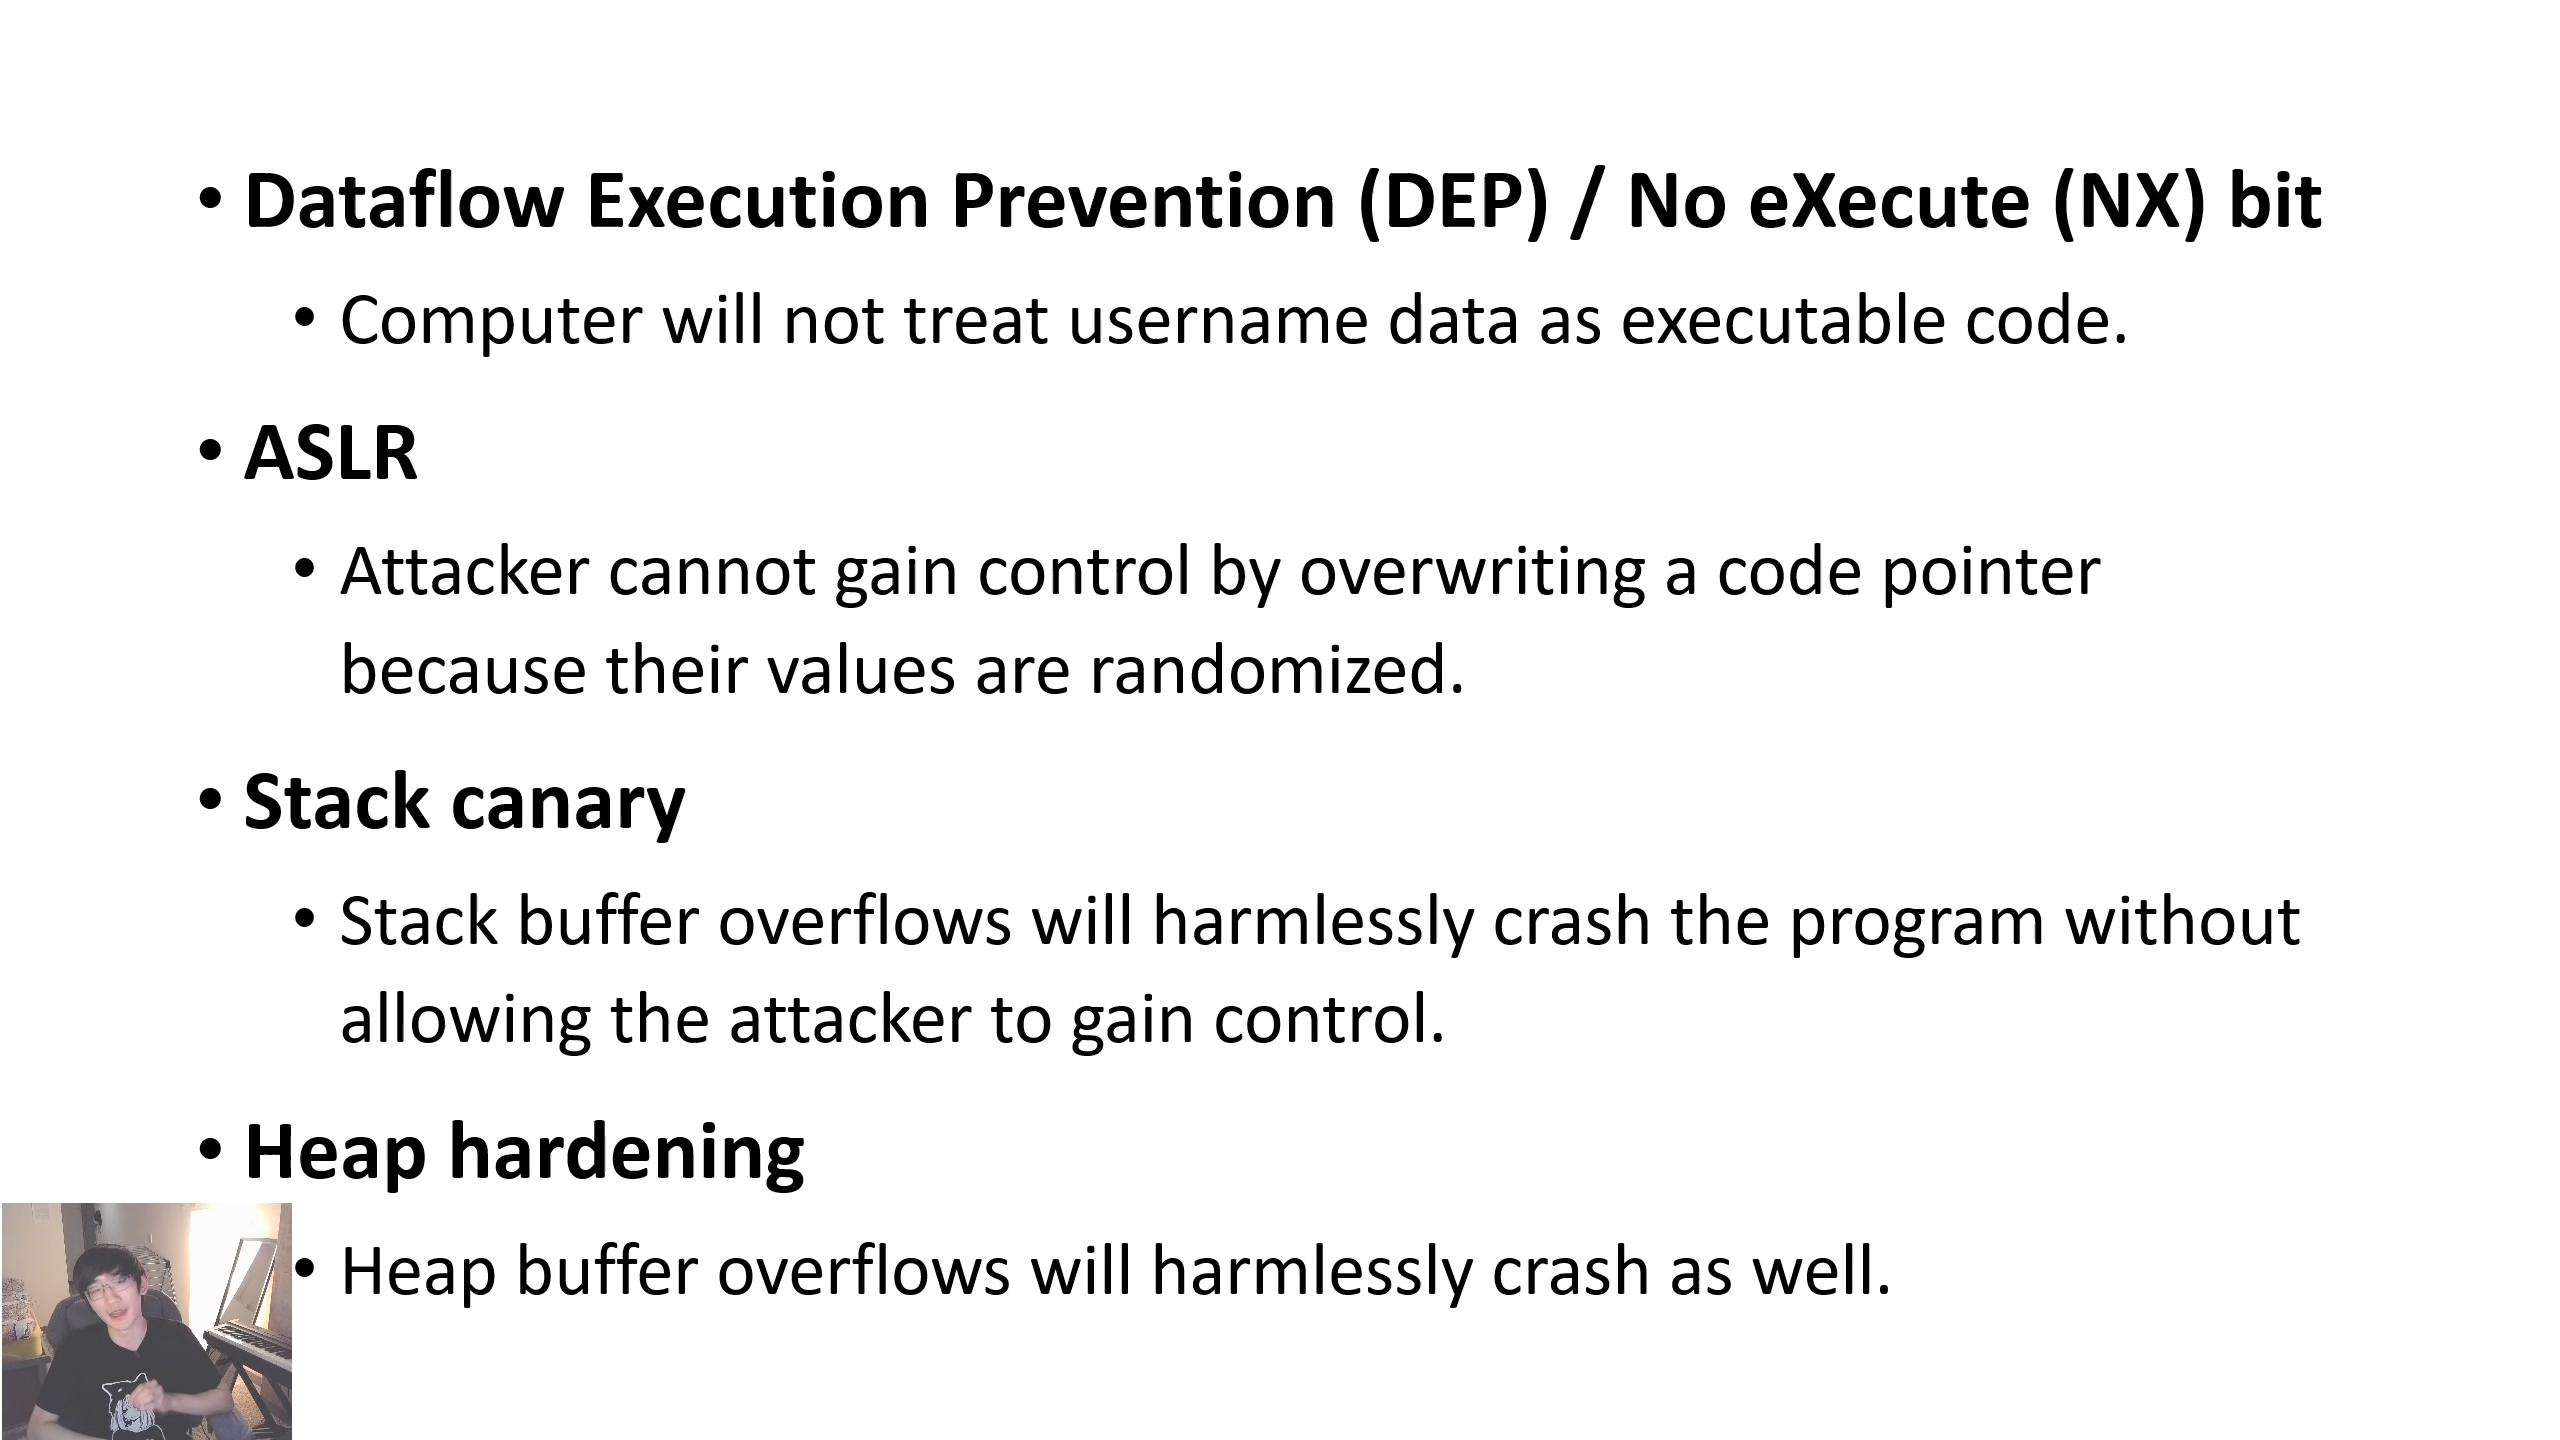 • Dataflow Execution Prevention (DEP) / No eXecute (NX) bit
• Computer will not treat username data as executable code.
• ASLR
• Attacker cannot gain control by overwriting a code pointer
because their values are randomized.
• Stack canary
• Stack buffer overflows will harmlessly crash the program without
allowing the attacker to gain control.
• Heap hardening
• Heap buffer overflows will harmlessly crash as well.